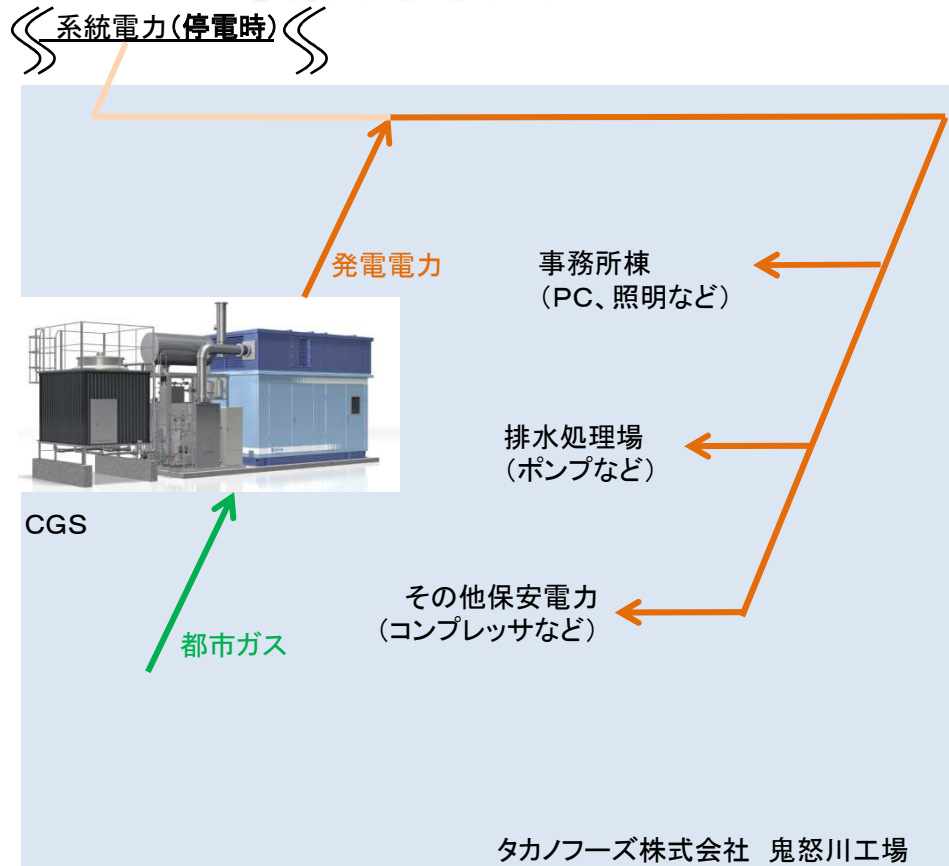 系統電力(停電時)
発電電力
事務所棟
(PC、照明など)
排水処理場
(ポンプなど)
CGS
その他保安電力
(コンプレッサなど)
都市ガス
タカノフーズ株式会社 鬼怒川工場